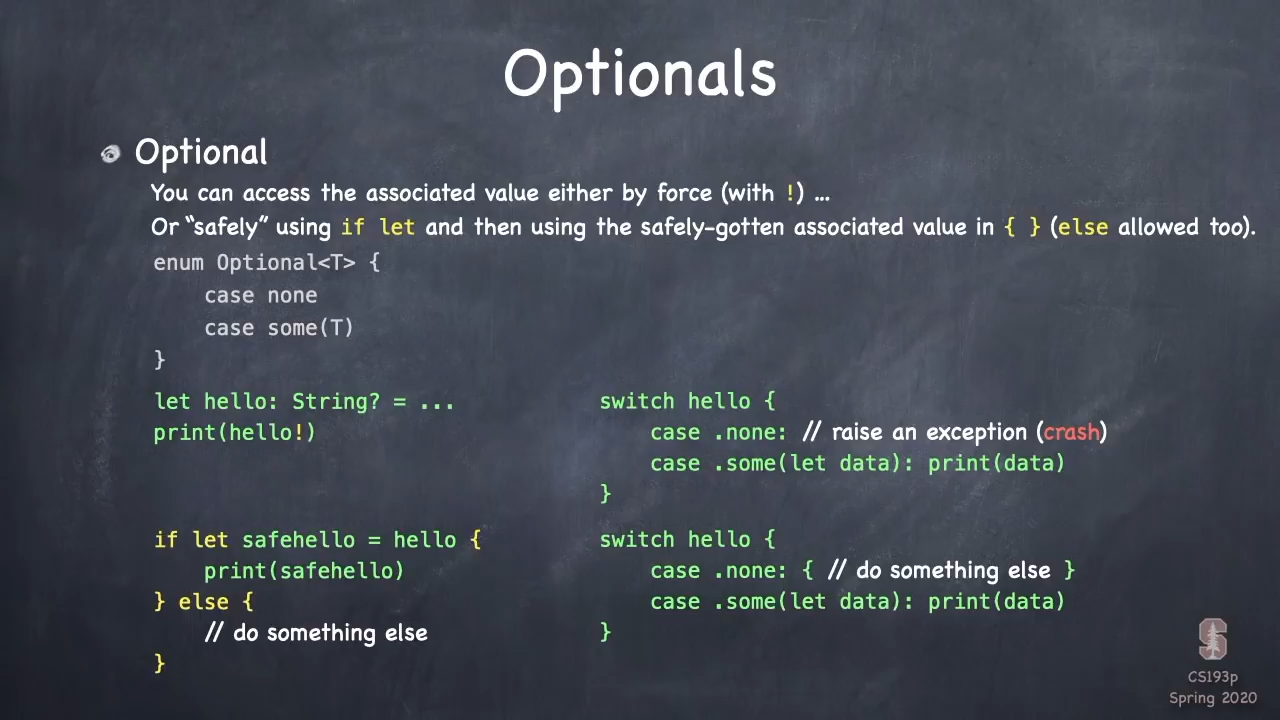 Optionals
Optional
You can access the associated value either by force (with !) …
Or “safely” using if let and then using the safely-gotten associated value in { } (else allowed too).
enum Optional<T> {
    case none
    case some(T)
}
let hello: String? = ...
print(hello!)
switch hello {
    case .none: // raise an exception (crash)
    case .some(let data): print(data)
}
if let safehello = hello {
    print(safehello)
} else {
    // do something else
}
switch hello {
    case .none: { // do something else }
    case .some(let data): print(data)
}
S
CS193p
Spring 2020